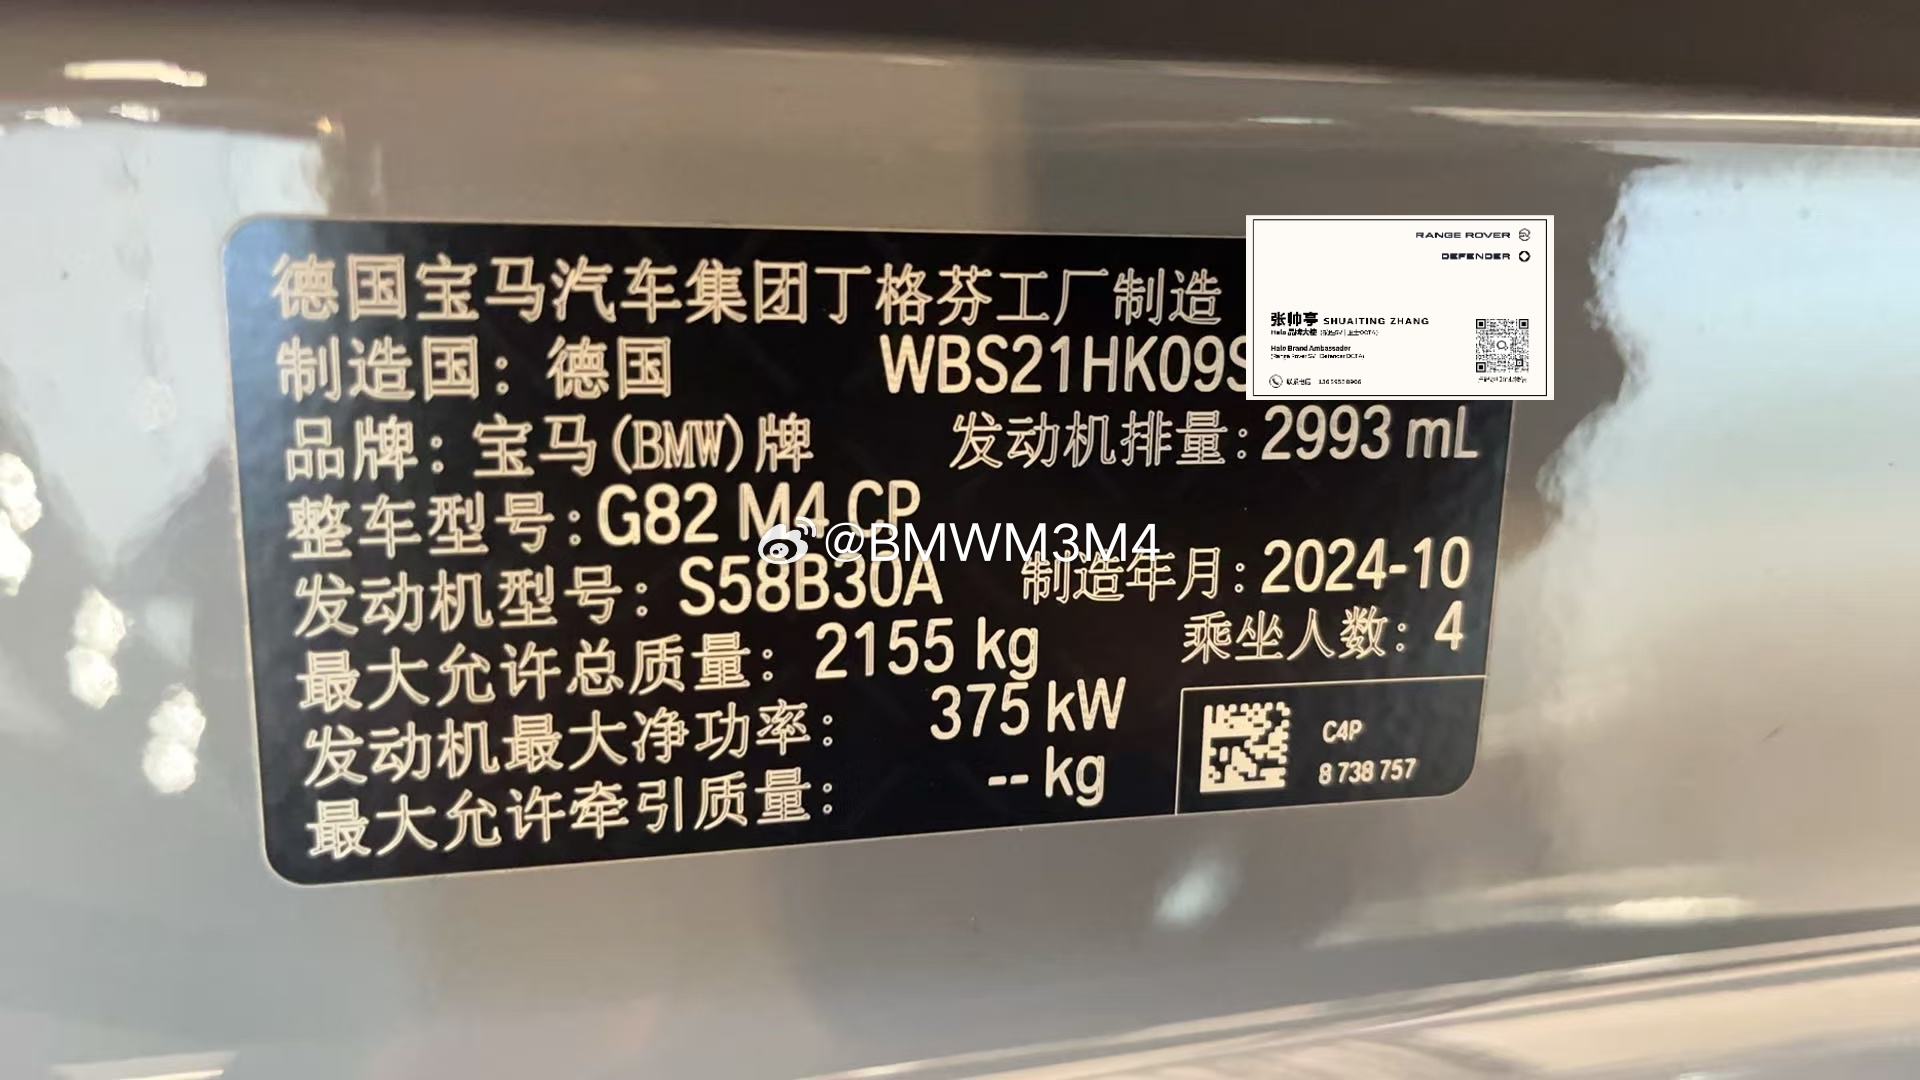 德国宝马汽车集团丁格芬工厂制造
制造国：德国 WBS21HK09S
品牌：宝马(BMW)牌 发动机排量：2993 mL
整车型号：G82 M4 CP
@BMWM3M4
发动机型号：S58B30A 制造年月：2024-10
最大允许总质量：2155 kg 乘坐人数：4
发动机最大净功率：375 kW
最大允许牵引质量：-- kg
C4P
8 738 757
RANGE ROVER
DEFENDER
张帅亭 SHUAITING ZHANG
Halo 品牌大使
Halo Brand Ambassador